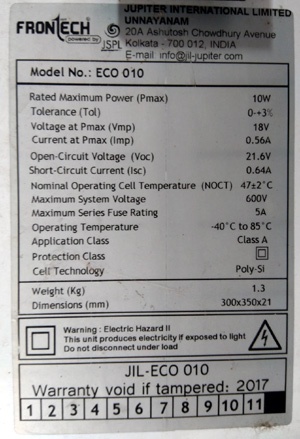 FRONTECH
powered by JSPL
JUPITER INTERNATIONAL LIMITED
UNNAYANAM
20A Ashutosh Chowdhury Avenue
Kolkata - 700 012, INDIA
E-mail info@jil-jupiter.com
Model No.: ECO 010
Rated Maximum Power (Pmax) 10W
Tolerance (Tol) 0~+3%
Voltage at Pmax (Vmp) 18V
Current at Pmax (Imp) 0.56A
Open-Circuit Voltage (Voc) 21.6V
Short-Circuit Current (Isc) 0.64A
Nominal Operating Cell Temperature (NOCT) 47±2°C
Maximum System Voltage 600V
Maximum Series Fuse Rating 5A
Operating Temperature -40°C to 85°C
Application Class Class A
Protection Class
Cell Technology Poly-Si
Weight (Kg) 1.3
Dimensions (mm) 300x350x21
Warning : Electric Hazard II
This unit produces electricity if exposed to light
Do not disconnect under load
JIL-ECO 010
Warranty void if tampered: 2017
1 2 3 4 5 6 7 8 9 10 11